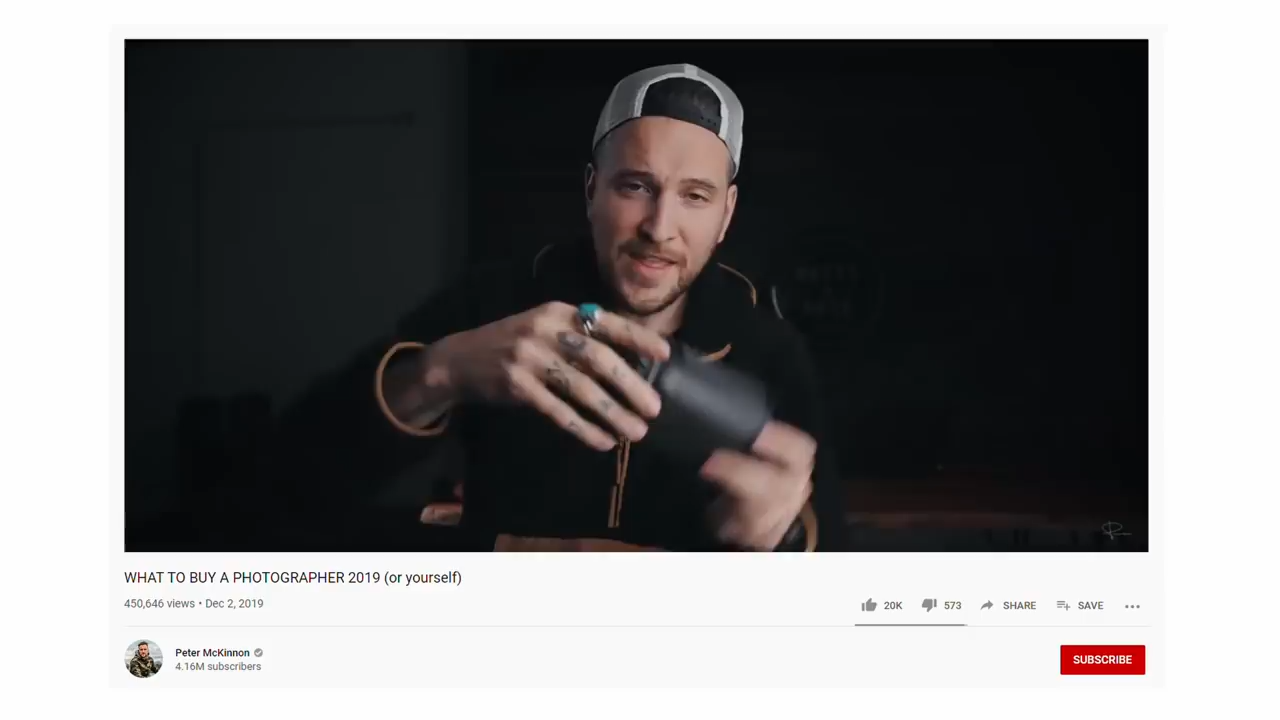 WHAT TO BUY A PHOTOGRAPHER 2019 (or yourself)
450,646 views • Dec 2, 2019
20K
573
SHARE
SAVE
Peter McKinnon
4.16M subscribers
SUBSCRIBE